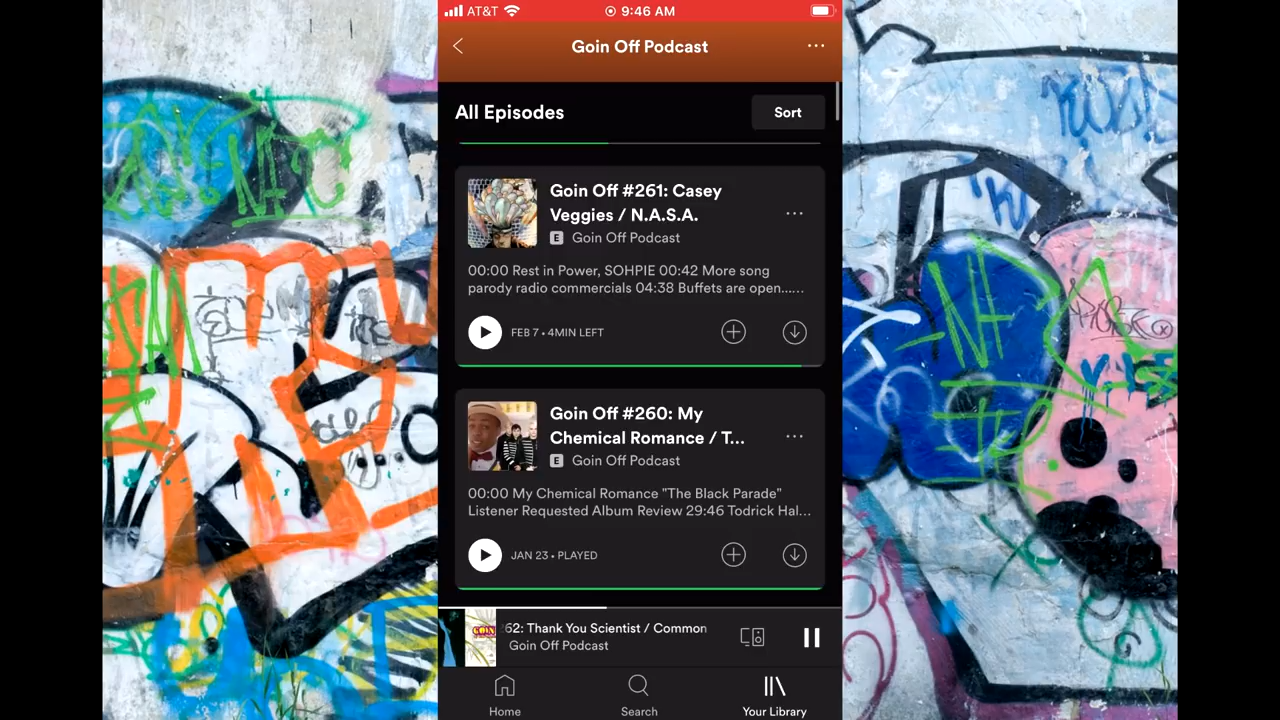 AT&T 9:46 AM
Goin Off Podcast
All Episodes
Sort
Goin Off #261: Casey
Veggies / N.A.S.A.
E Goin Off Podcast
00:00 Rest in Power, SOHPIE 00:42 More song
parody radio commercials 04:38 Buffets are open......
FEB 7 • 4MIN LEFT
Goin Off #260: My
Chemical Romance / T...
E Goin Off Podcast
00:00 My Chemical Romance "The Black Parade"
Listener Requested Album Review 29:46 Todrick Hal...
JAN 23 • PLAYED
62: Thank You Scientist / Common
Goin Off Podcast
Home
Search
Your Library